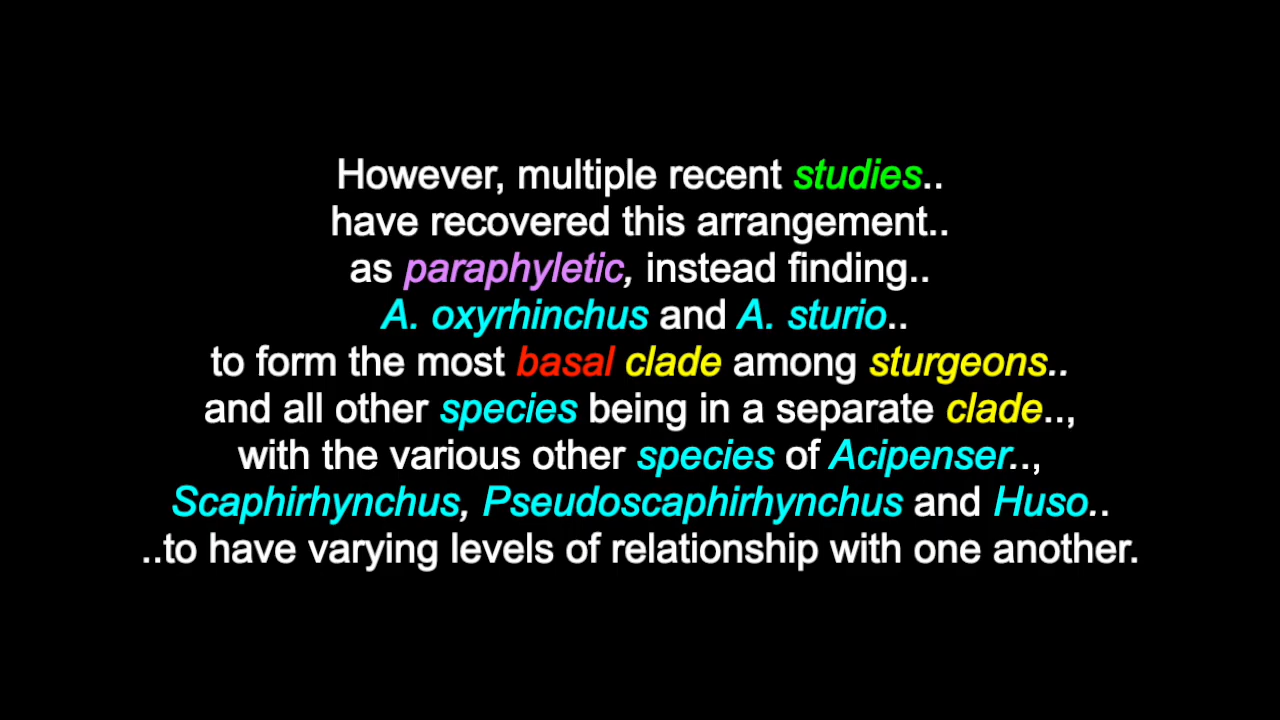 However, multiple recent studies..
have recovered this arrangement..
as paraphyletic, instead finding..
A. oxyrhinchus and A. sturio..
to form the most basal clade among sturgeons..
and all other species being in a separate clade..,
with the various other species of Acipenser..,
Scaphirhynchus, Pseudoscaphirhynchus and Huso..
..to have varying levels of relationship with one another.